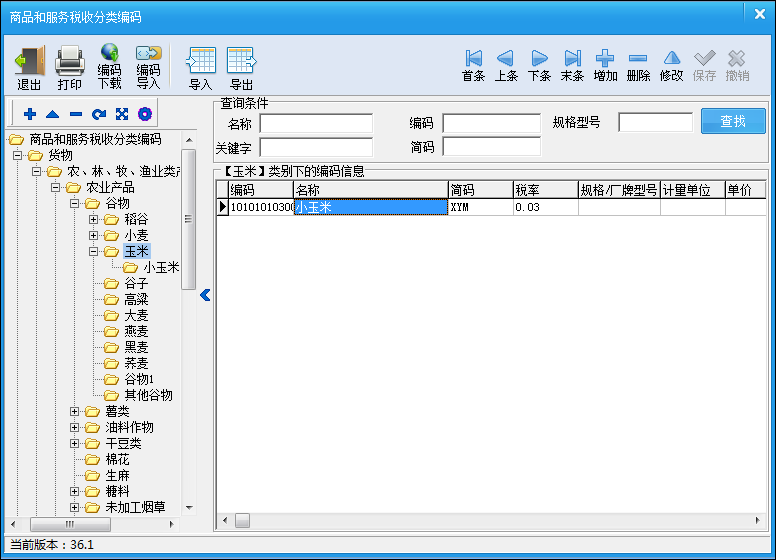 商品和服务税收分类编码
退出 打印 编码下载 编码导入 导入 导出 首条 上条 下条 末条 增加 删除 修改 保存 撤销
查询条件
名称 编码 规格型号 查找
关键字 简码
商品和服务税收分类编码
货物
农、林、牧、渔业类产
农业产品
谷物
稻谷
小麦
玉米
小玉米
谷子
高粱
大麦
燕麦
黑麦
荞麦
谷物1
其他谷物
薯类
油料作物
干豆类
棉花
生麻
糖料
未加工烟草
【玉米】类别下的编码信息
编码 名称 简码 税率 规格/厂牌型号 计量单位 单价
10101010300 小玉米 XYM 0.03
当前版本：36.1